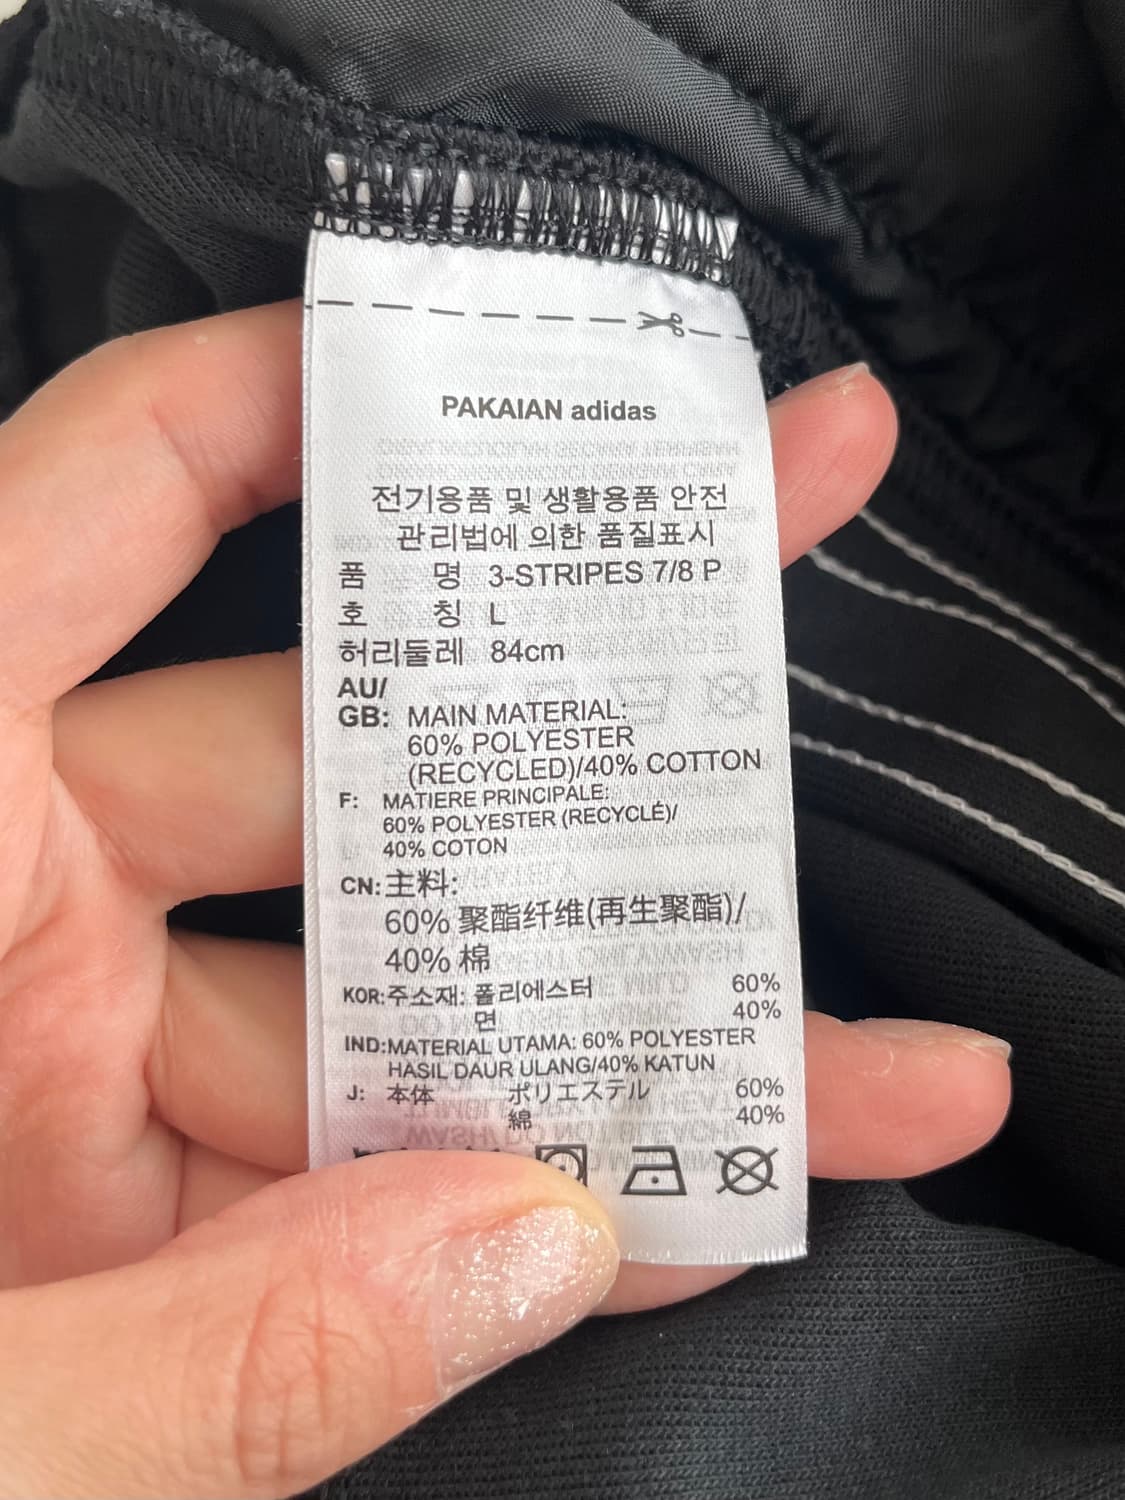 PAKAIAN adidas
전기용품 및 생활용품 안전
관리법에 의한 품질표시
품 명 3-STRIPES 7/8 P
호 칭 L
허리둘레 84cm
AU/
GB: MAIN MATERIAL:
60% POLYESTER
(RECYCLED)/40% COTTON
F: MATIERE PRINCIPALE:
60% POLYESTER (RECYCLÉ)/
40% COTON
CN: 主料:
60% 聚酯纤维(再生聚酯)/
40% 棉
KOR: 주소재: 폴리에스터 60%
면 40%
IND: MATERIAL UTAMA: 60% POLYESTER
HASIL DAUR ULANG/40% KATUN
J: 本体 ポリエステル 60%
綿 40%